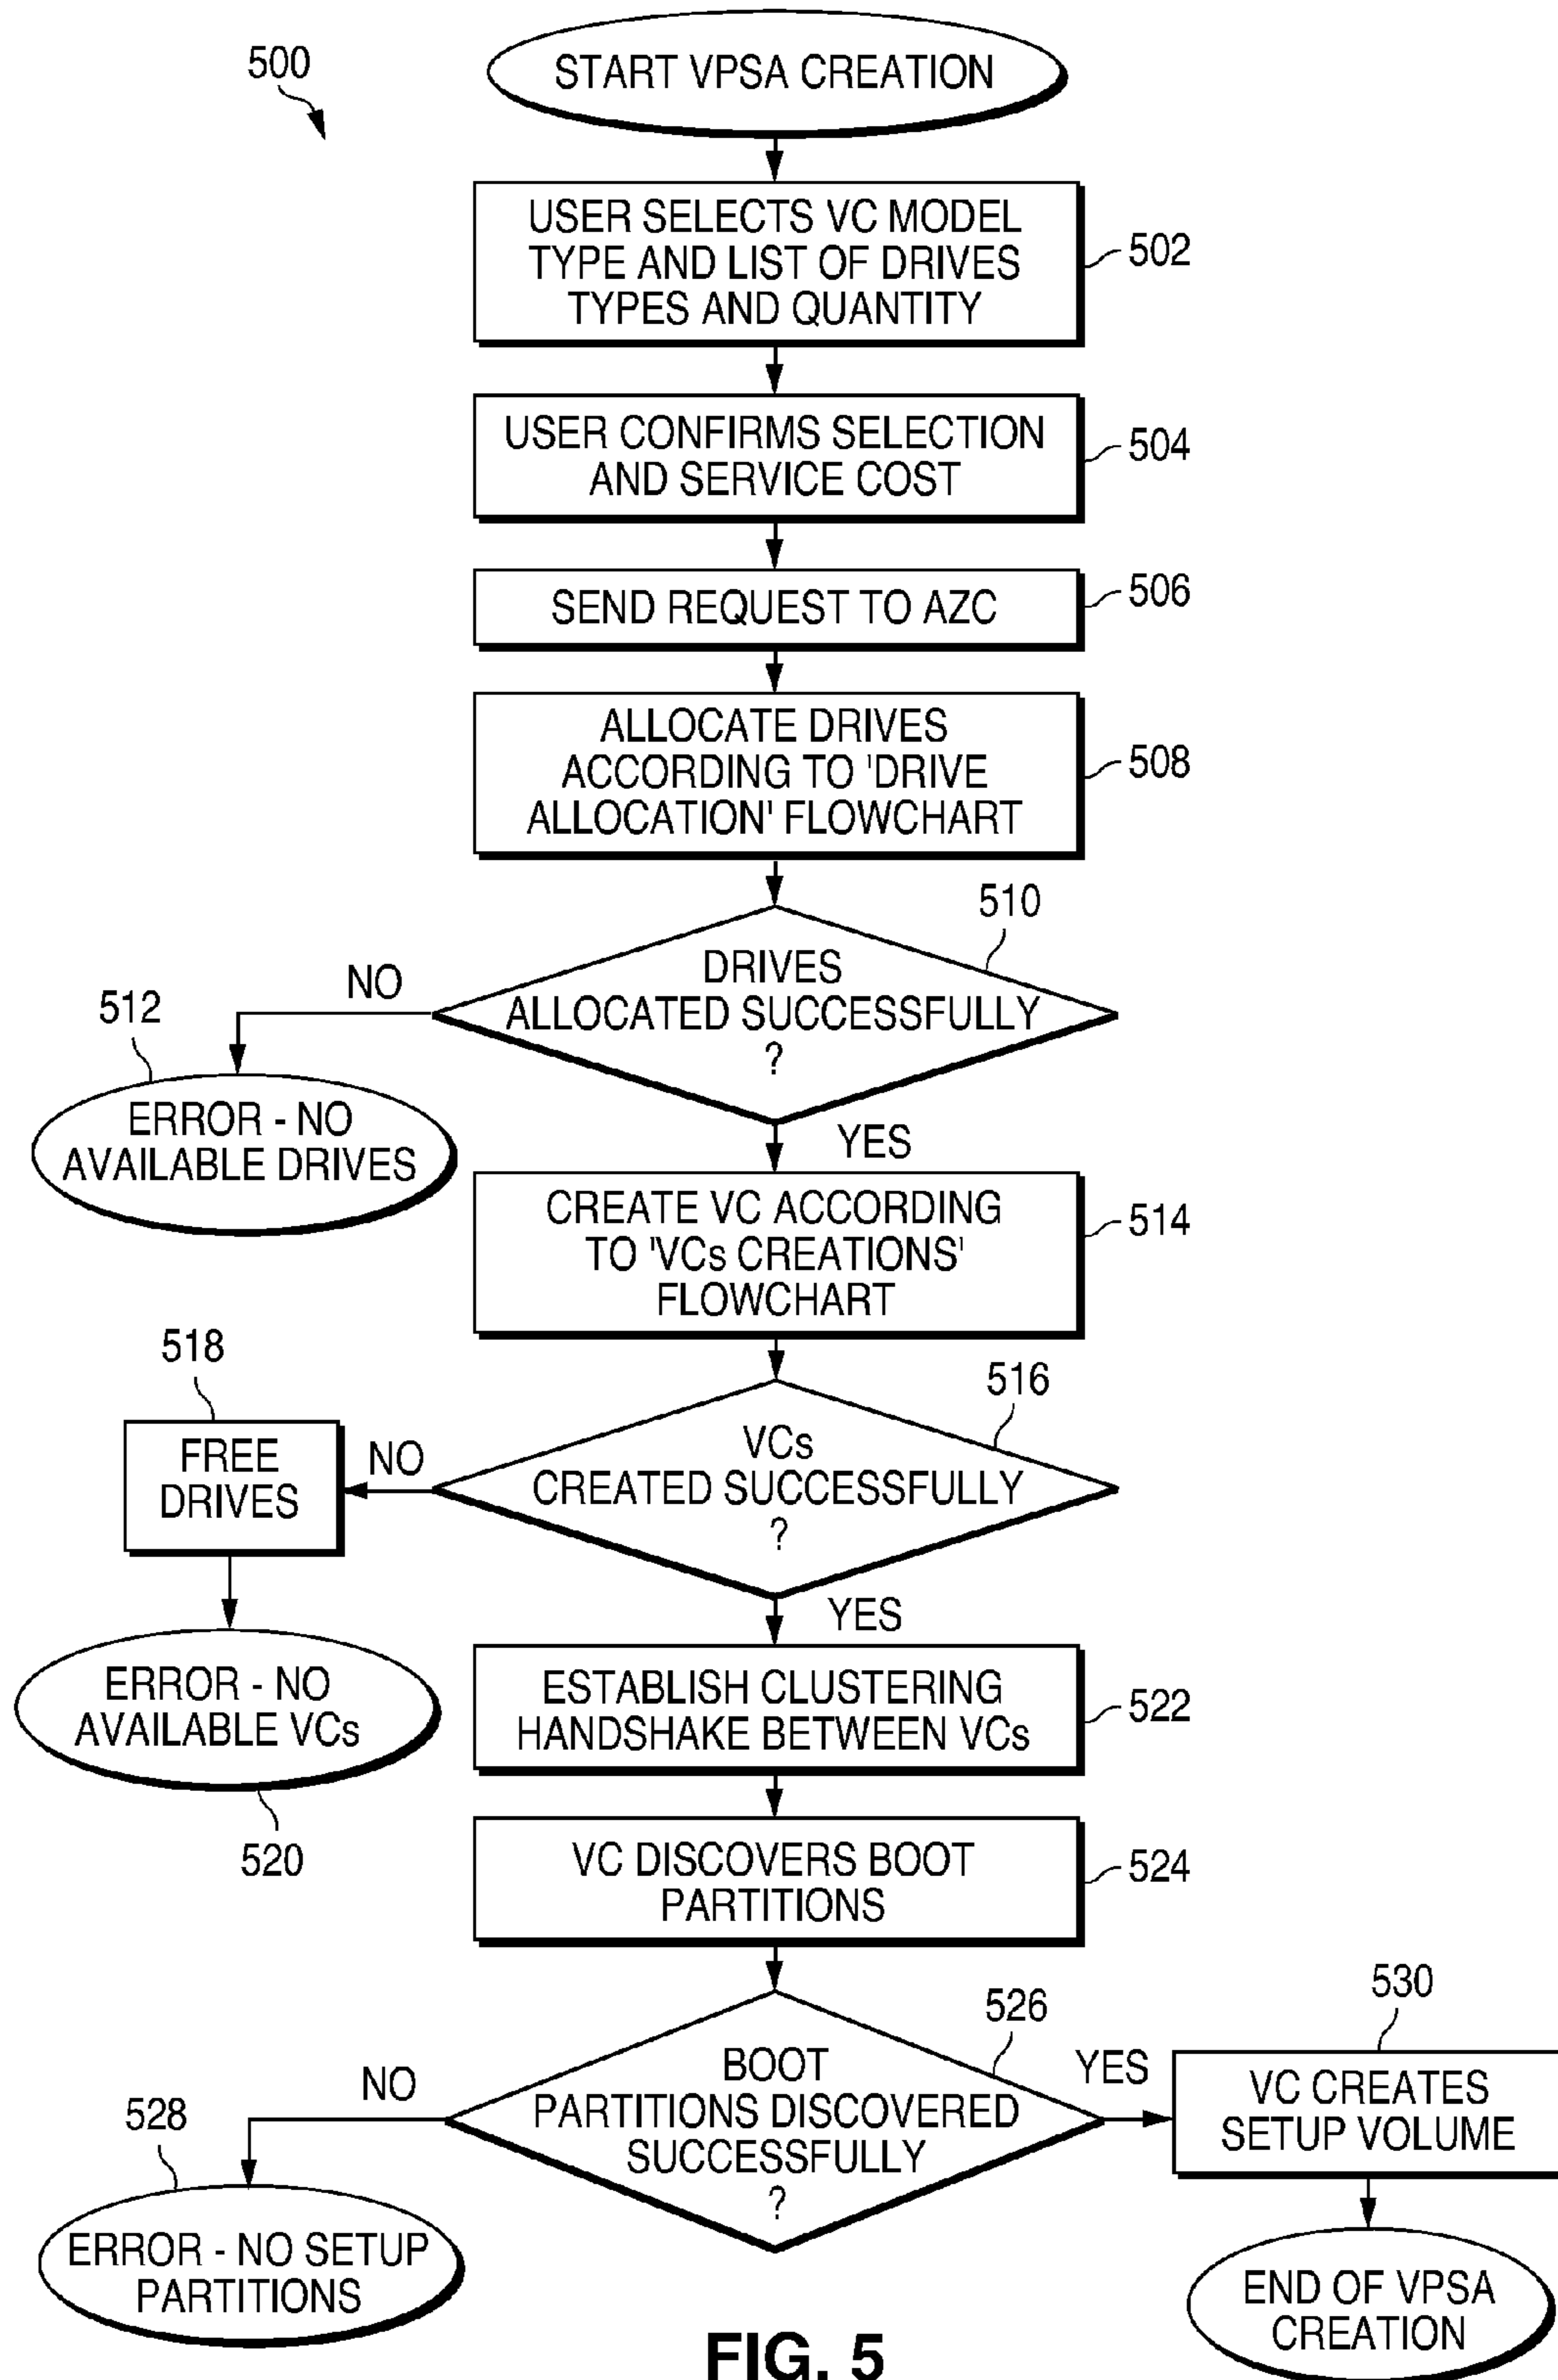 500
START VPSA CREATION
USER SELECTS VC MODEL
TYPE AND LIST OF DRIVES
TYPES AND QUANTITY
502
USER CONFIRMS SELECTION
AND SERVICE COST
504
SEND REQUEST TO AZC
506
ALLOCATE DRIVES
ACCORDING TO 'DRIVE
ALLOCATION' FLOWCHART
508
510
DRIVES
ALLOCATED SUCCESSFULLY
?
NO
512
ERROR - NO
AVAILABLE DRIVES
YES
CREATE VC ACCORDING
TO 'VCs CREATIONS'
FLOWCHART
514
516
VCs
CREATED SUCCESSFULLY
?
NO
518
FREE
DRIVES
ERROR - NO
AVAILABLE VCs
520
YES
ESTABLISH CLUSTERING
HANDSHAKE BETWEEN VCs
522
VC DISCOVERS BOOT
PARTITIONS
524
526
BOOT
PARTITIONS DISCOVERED
SUCCESSFULLY
?
NO
528
ERROR - NO SETUP
PARTITIONS
YES
530
VC CREATES
SETUP VOLUME
END OF VPSA
CREATION
FIG. 5